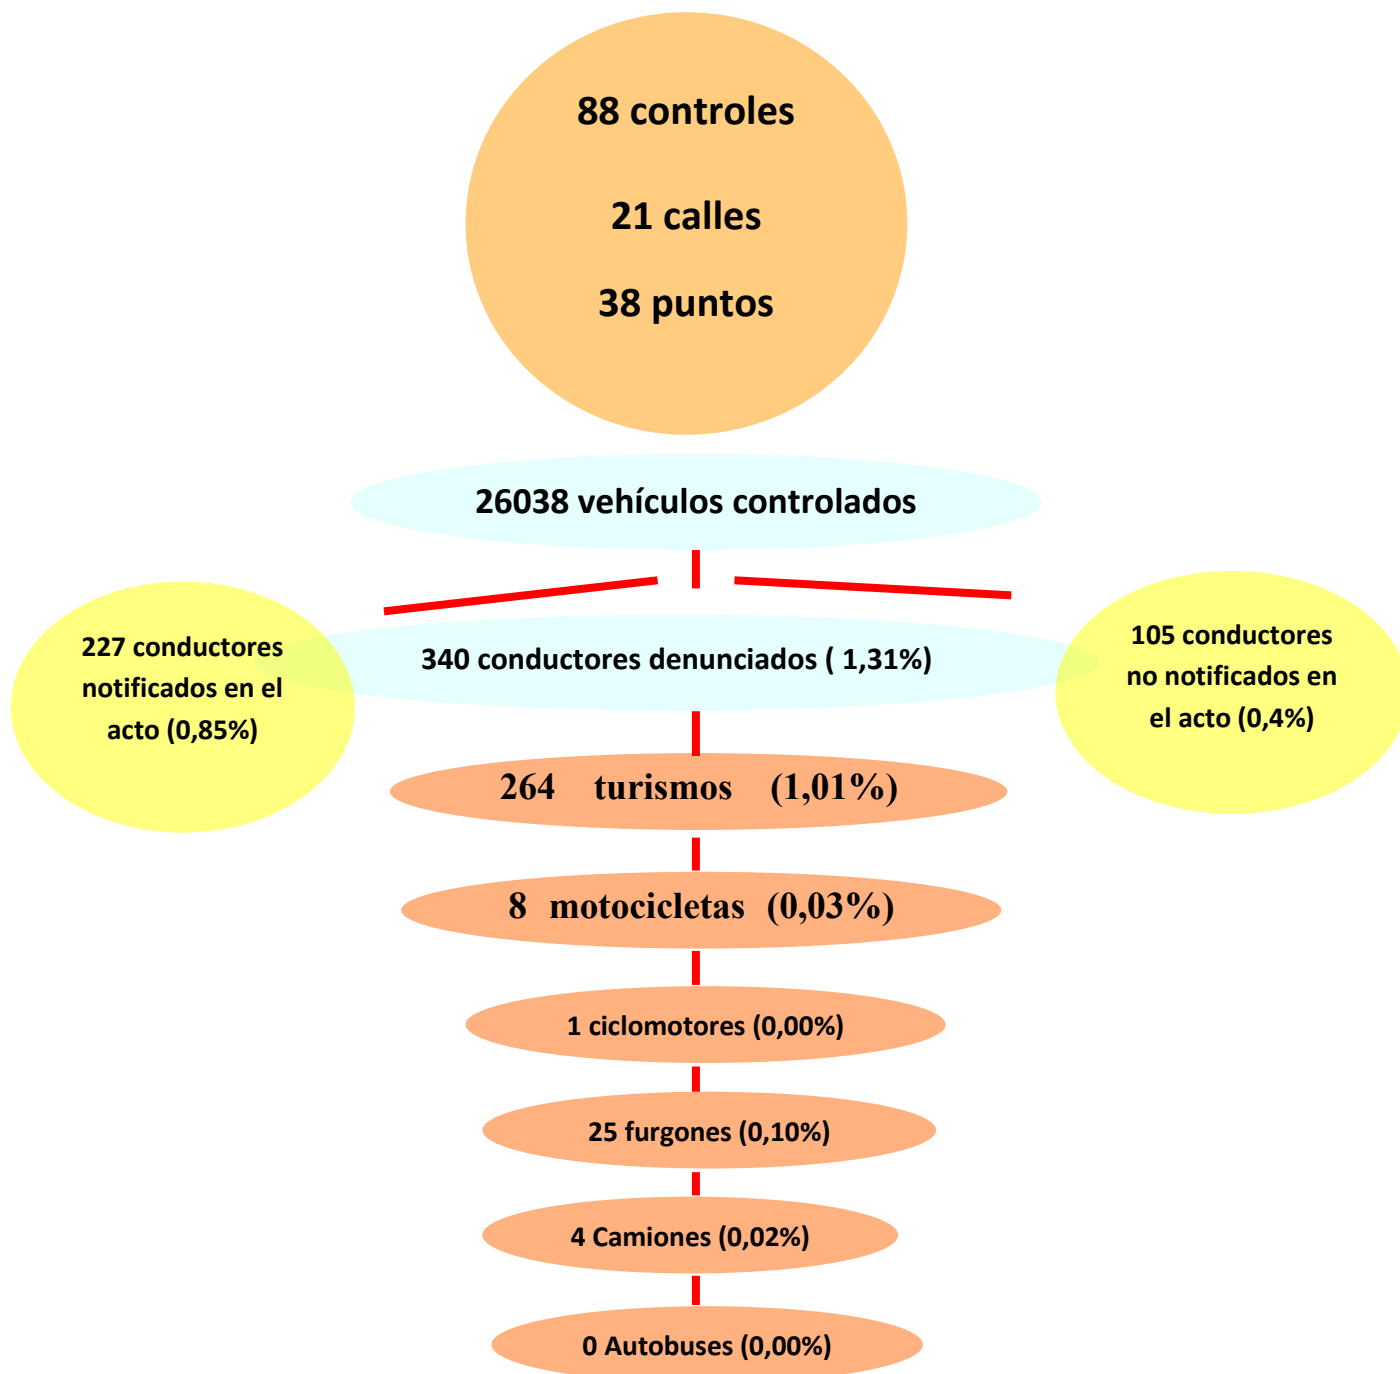 88 controles
21 calles
38 puntos
26038 vehículos controlados
227 conductores
notificados en el
acto (0,85%)
340 conductores denunciados ( 1,31%)
105 conductores
no notificados en
el acto (0,4%)
264 turismos (1,01%)
8 motocicletas (0,03%)
1 ciclomotores (0,00%)
25 furgones (0,10%)
4 Camiones (0,02%)
0 Autobuses (0,00%)